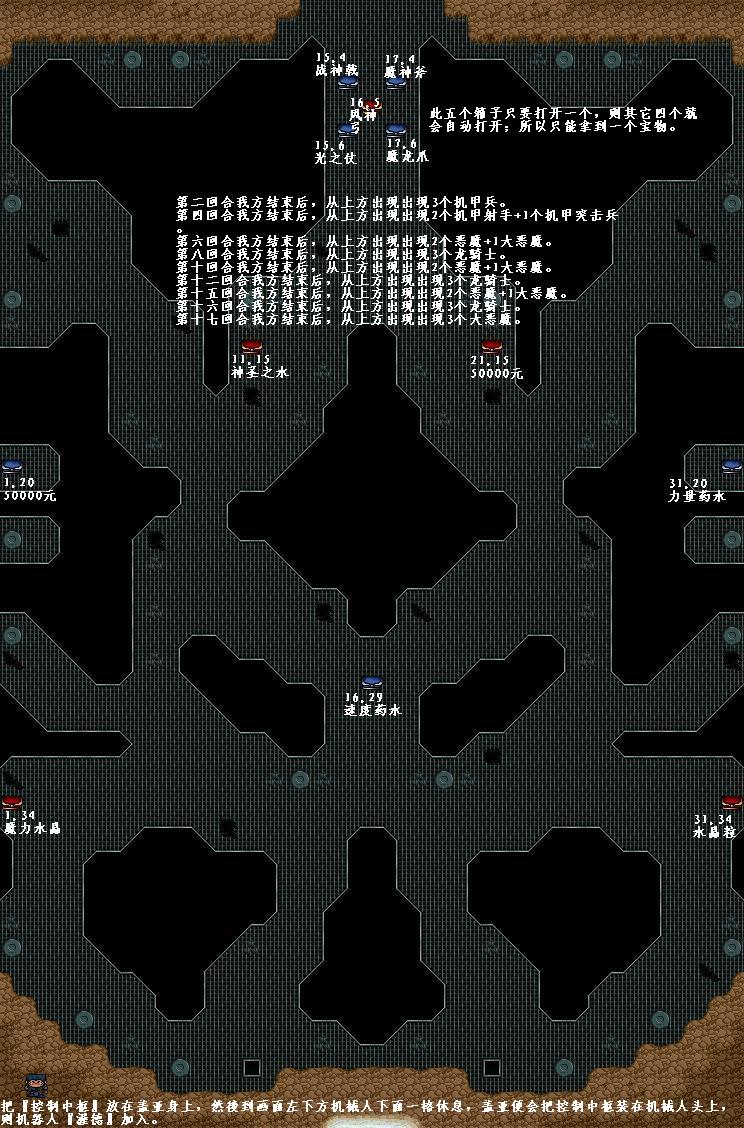 15,4
战神戟
17,4
魔神斧
16,5
风神弓
此五个箱子只要打开一个，则其它四个就
会自动打开；所以只能拿到一个宝物。
15,6
光之仗
17,6
魔龙爪
第二回合我方结束后，从上方出现出现3个机甲兵。
第四回合我方结束后，从上方出现出现2个机甲射手+1个机甲突击兵
。
第六回合我方结束后，从上方出现出现2个恶魔+1大恶魔。
第八回合我方结束后，从上方出现出现3个龙骑士。
第十回合我方结束后，从上方出现出现2个恶魔+1大恶魔。
第十二回合我方结束后，从上方出现出现3个龙骑士。
第十五回合我方结束后，从上方出现出现2个恶魔+1大恶魔。
第十六回合我方结束后，从上方出现出现3个龙骑士。
第十七回合我方结束后，从上方出现出现3个大恶魔。
11,15
神圣之水
21,15
50000元
1,20
50000元
31,20
力量药水
16,29
速度药水
1,34
魔力水晶
31,34
水晶粒
把『控制中枢』放在盖亚身上，然後到画面左下方机械人下面一格休息，盖亚便会把控制中枢装在机械人头上，
则机器人『漄德』加入。